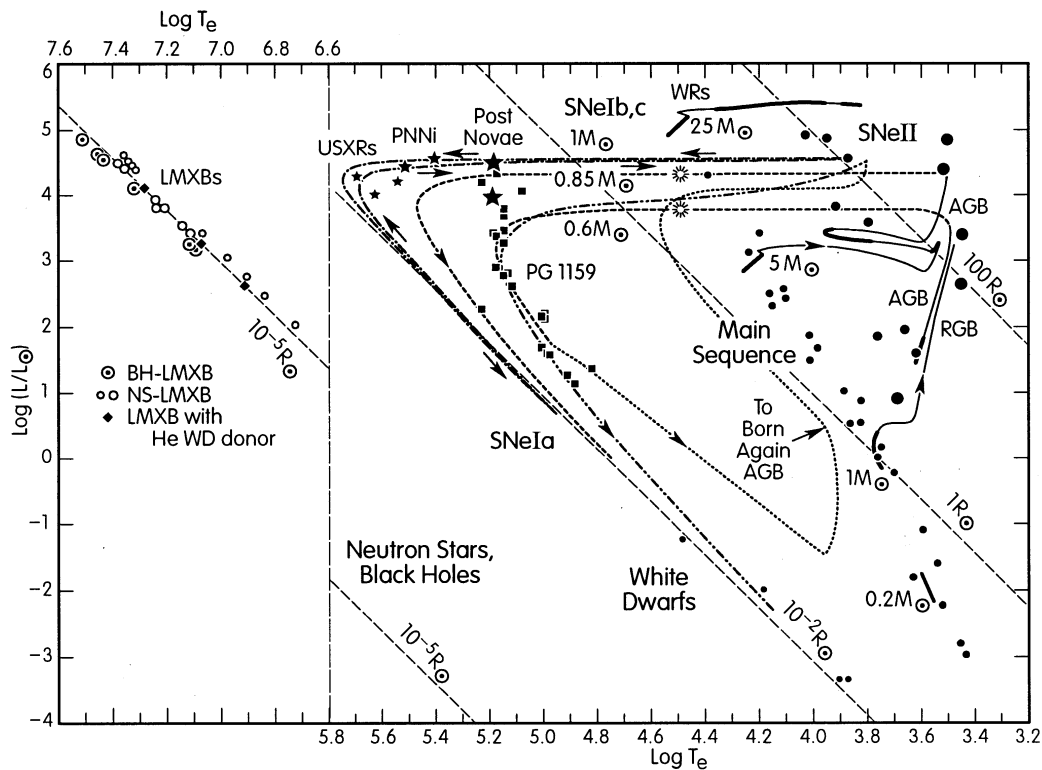 Log Te
7.6 7.4 7.2 7.0 6.8 6.6
6
5
4
3
2
1
0
−1
−2
−3
−4
Log (L/L⊙)
LMXBs
10⁻⁵R⊙
BH-LMXB
NS-LMXB
LMXB with
He WD donor
USXRs
PNNi
Post
Novae
SNeIb,c
1M⊙
WRs
25M⊙
SNeII
0.85M⊙
0.6M⊙
AGB
100R⊙
5M⊙
PG 1159
AGB
RGB
Main
Sequence
SNeIa
To
Born
Again
AGB
1M⊙
1R⊙
Neutron Stars,
Black Holes
White
Dwarfs
0.2M⊙
10⁻²R⊙
10⁻⁵R⊙
5.8 5.6 5.4 5.2 5.0 4.8 4.6 4.4 4.2 4.0 3.8 3.6 3.4 3.2
Log Te